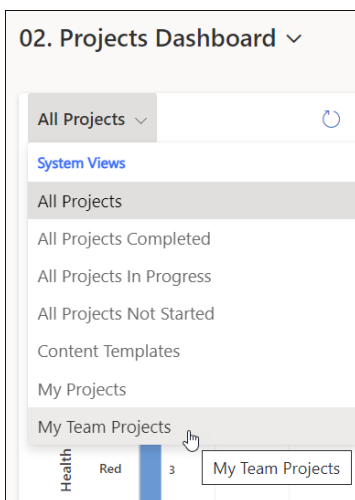 02. Projects Dashboard
All Projects
System Views
All Projects
All Projects Completed
All Projects In Progress
All Projects Not Started
Content Templates
My Projects
My Team Projects
Health
Red
3
My Team Projects